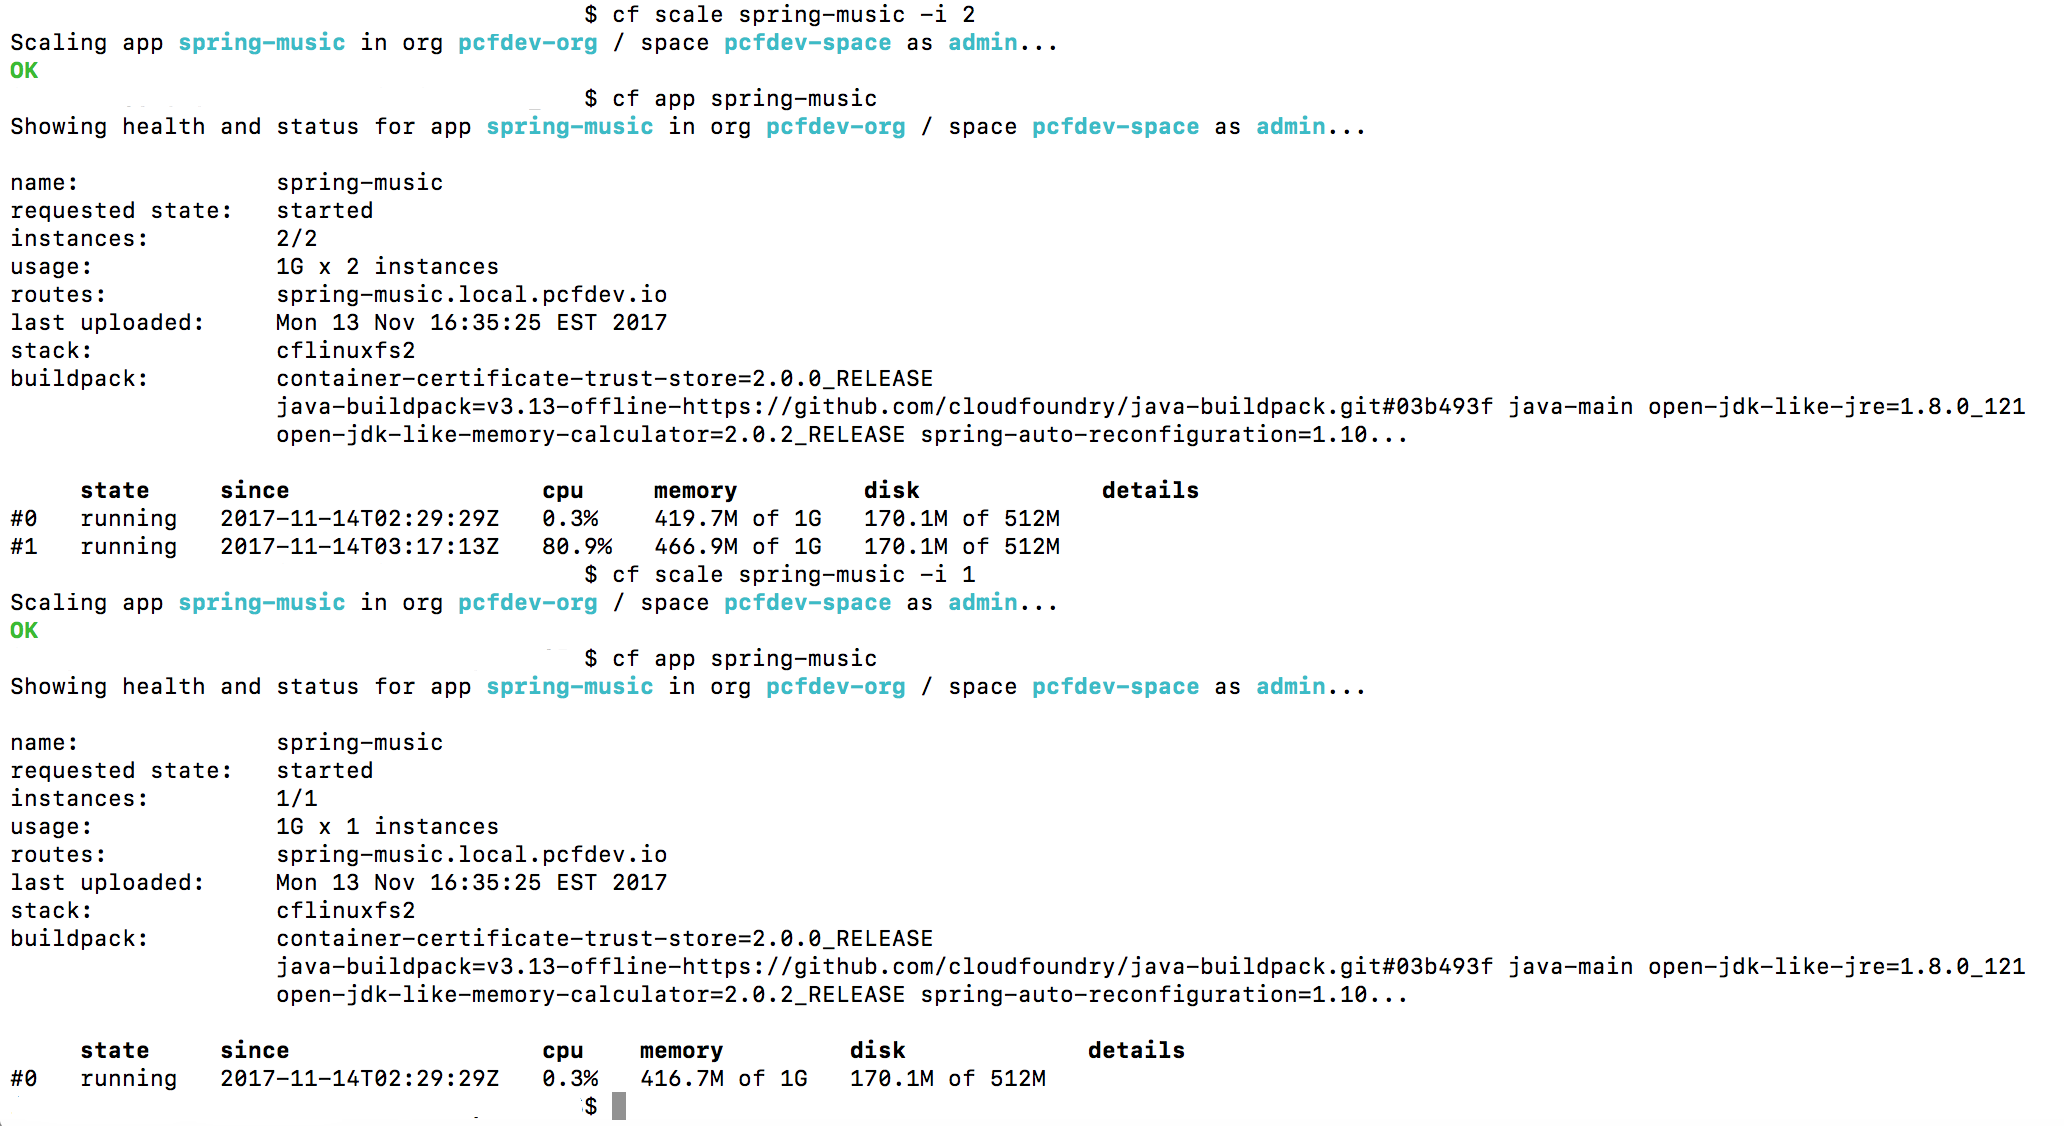 $ cf scale spring-music -i 2
Scaling app spring-music in org pcfdev-org / space pcfdev-space as admin...
OK
$ cf app spring-music
Showing health and status for app spring-music in org pcfdev-org / space pcfdev-space as admin...
name: spring-music
requested state: started
instances: 2/2
usage: 1G x 2 instances
routes: spring-music.local.pcfdev.io
last uploaded: Mon 13 Nov 16:35:25 EST 2017
stack: cflinuxfs2
buildpack: container-certificate-trust-store=2.0.0_RELEASE
java-buildpack=v3.13-offline-https://github.com/cloudfoundry/java-buildpack.git#03b493f java-main open-jdk-like-jre=1.8.0_121
open-jdk-like-memory-calculator=2.0.2_RELEASE spring-auto-reconfiguration=1.10...
state since cpu memory disk details
#0 running 2017-11-14T02:29:29Z 0.3% 419.7M of 1G 170.1M of 512M
#1 running 2017-11-14T03:17:13Z 80.9% 466.9M of 1G 170.1M of 512M
$ cf scale spring-music -i 1
Scaling app spring-music in org pcfdev-org / space pcfdev-space as admin...
OK
$ cf app spring-music
Showing health and status for app spring-music in org pcfdev-org / space pcfdev-space as admin...
name: spring-music
requested state: started
instances: 1/1
usage: 1G x 1 instances
routes: spring-music.local.pcfdev.io
last uploaded: Mon 13 Nov 16:35:25 EST 2017
stack: cflinuxfs2
buildpack: container-certificate-trust-store=2.0.0_RELEASE
java-buildpack=v3.13-offline-https://github.com/cloudfoundry/java-buildpack.git#03b493f java-main open-jdk-like-jre=1.8.0_121
open-jdk-like-memory-calculator=2.0.2_RELEASE spring-auto-reconfiguration=1.10...
state since cpu memory disk details
#0 running 2017-11-14T02:29:29Z 0.3% 416.7M of 1G 170.1M of 512M
$